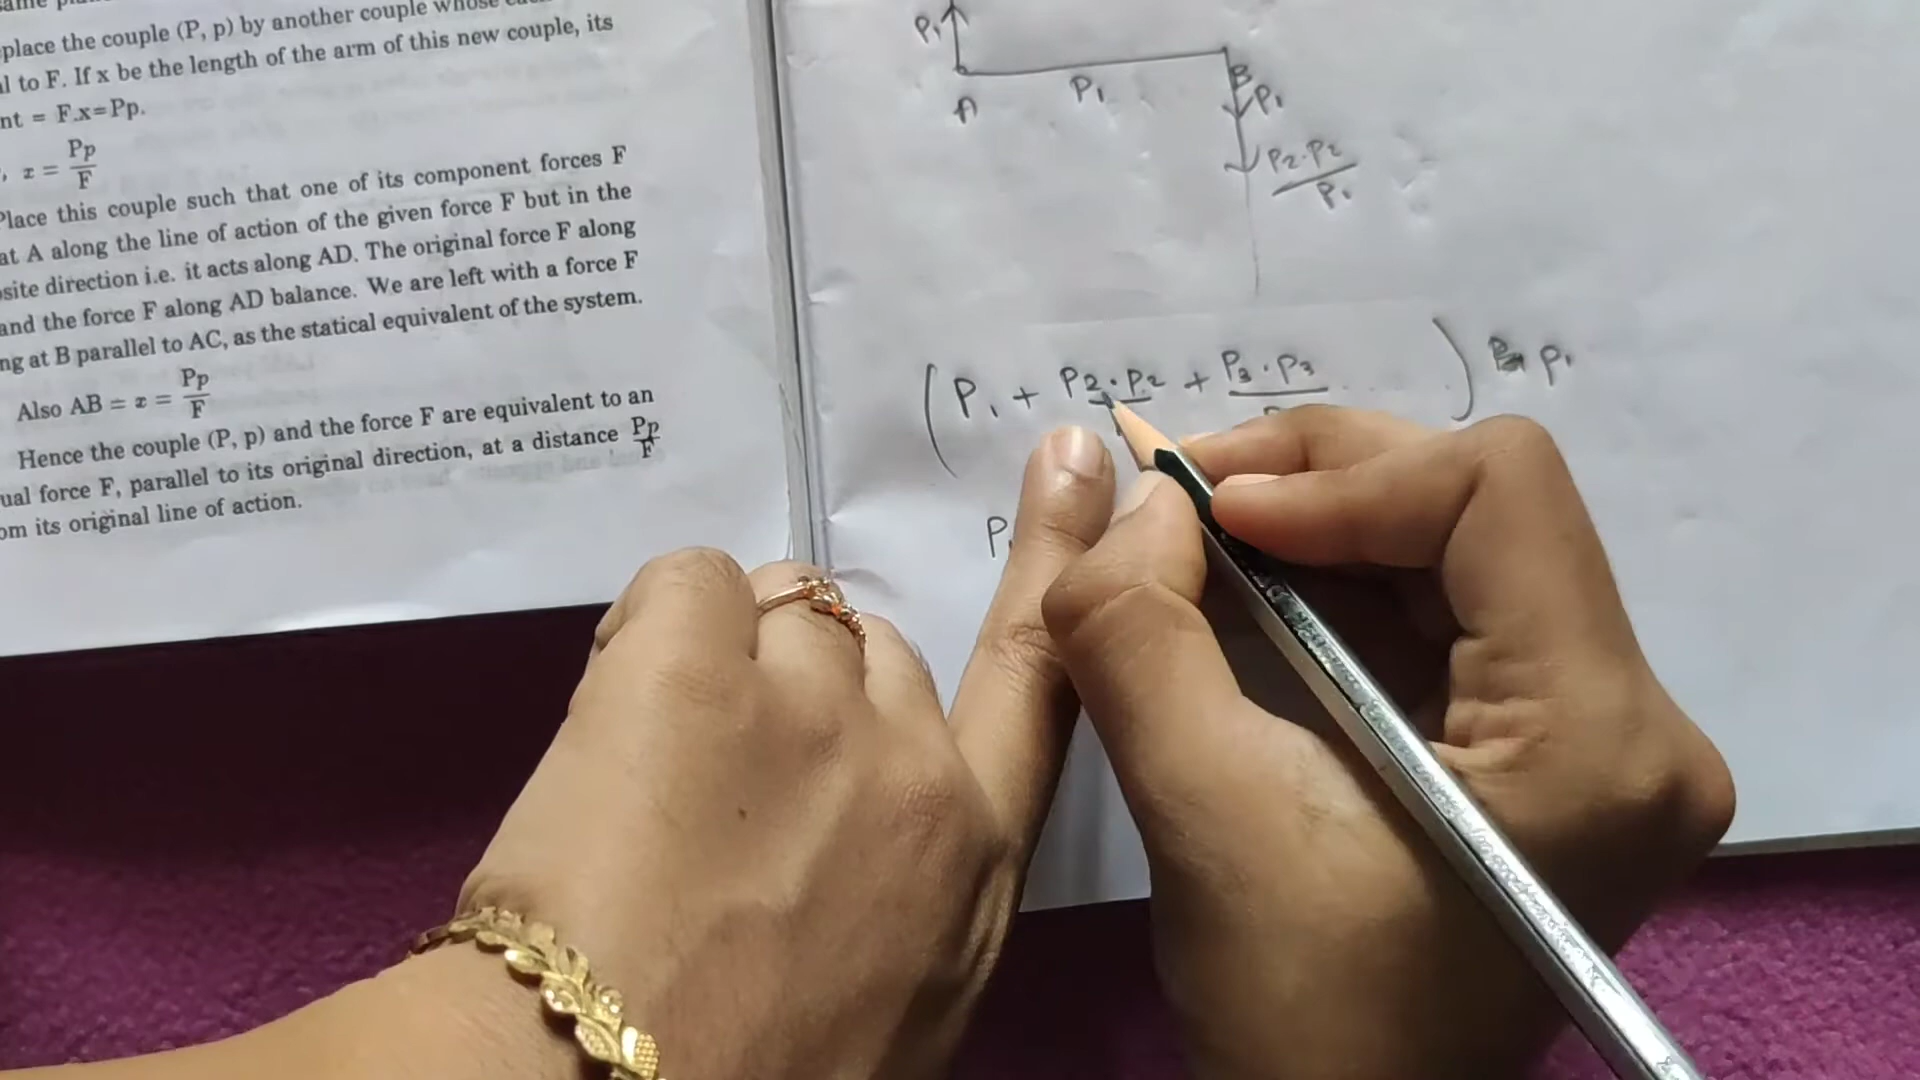 place the couple (P, p) by another couple whose
al to F. If x be the length of the arm of this new couple, its
nt = F.x=Pp.
, x = Pp/F
Place this couple such that one of its component forces F
at A along the line of action of the given force F but in the
site direction i.e. it acts along AD. The original force F along
and the force F along AD balance. We are left with a force F
ng at B parallel to AC, as the statical equivalent of the system.
Also AB = x = Pp/F
Hence the couple (P, p) and the force F are equivalent to an
ual force F, parallel to its original direction, at a distance Pp/F
om its original line of action.
P₁
A
P₁
B
P₁
P₂.P₂/P₁
(P₁ + P₂.p₂ + P₃.p₃ ......) p₁
P₁